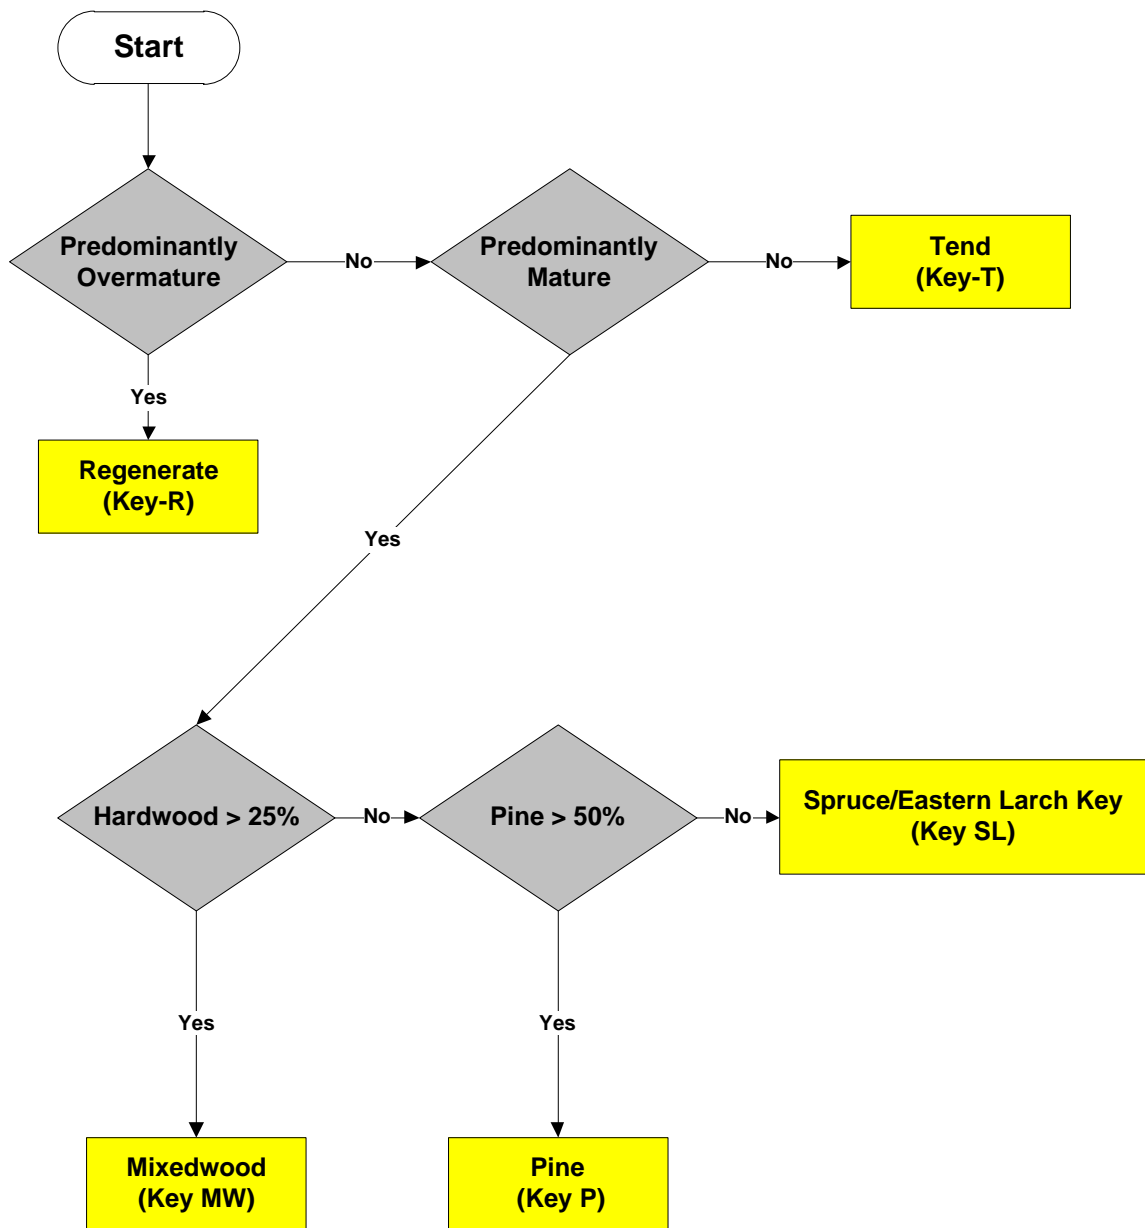 Start
Predominantly
Overmature
No
Predominantly
Mature
No
Tend
(Key-T)
Yes
Regenerate
(Key-R)
Yes
Hardwood > 25%
No
Pine > 50%
No
Spruce/Eastern Larch Key
(Key SL)
Yes
Yes
Mixedwood
(Key MW)
Pine
(Key P)